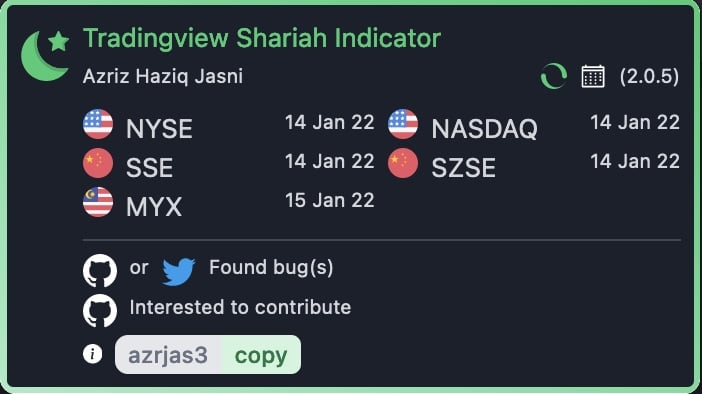 Tradingview Shariah Indicator
Azriz Haziq Jasni (2.0.5)
NYSE 14 Jan 22 NASDAQ 14 Jan 22
SSE 14 Jan 22 SZSE 14 Jan 22
MYX 15 Jan 22
or Found bug(s)
Interested to contribute
i azrjas3 copy